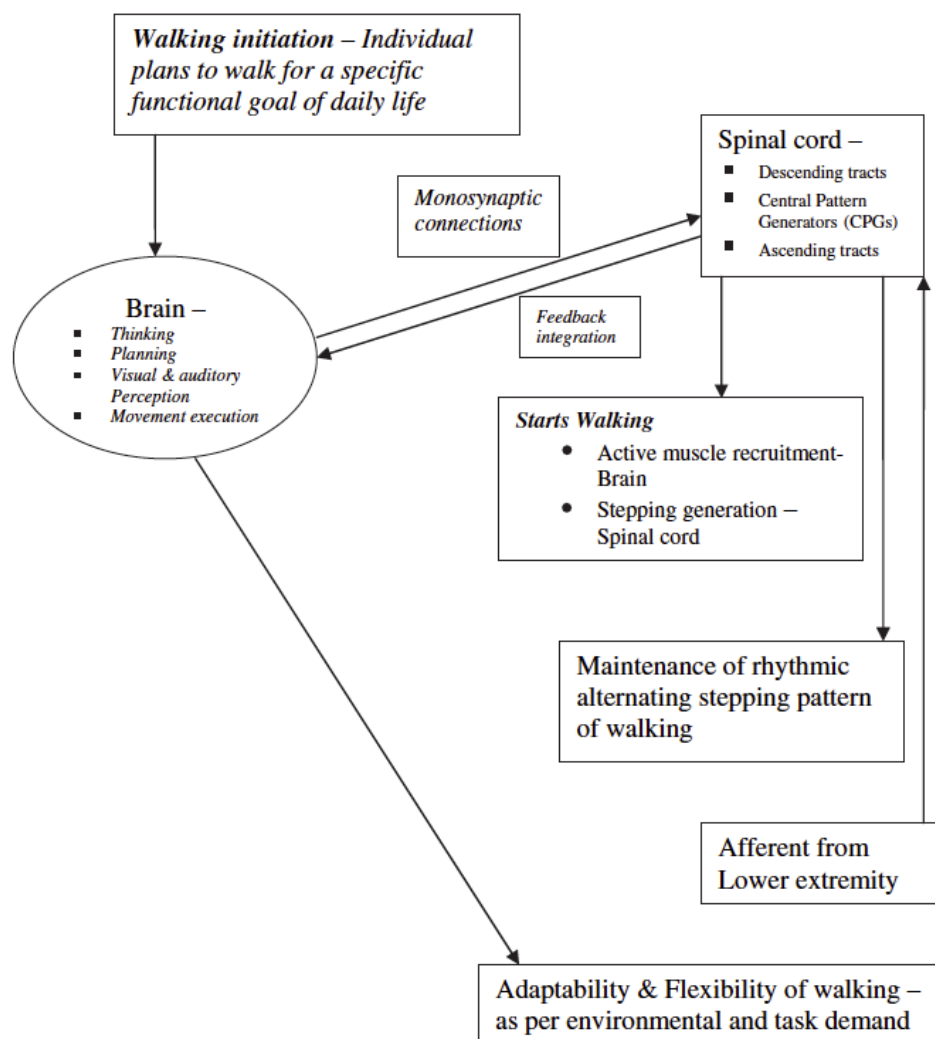 Walking initiation – Individual
plans to walk for a specific
functional goal of daily life
Spinal cord –
▪ Descending tracts
▪ Central Pattern
Generators (CPGs)
▪ Ascending tracts
Monosynaptic
connections
Brain –
▪ Thinking
▪ Planning
▪ Visual & auditory
Perception
▪ Movement execution
Feedback
integration
Starts Walking
• Active muscle recruitment-
Brain
• Stepping generation –
Spinal cord
Maintenance of rhythmic
alternating stepping pattern
of walking
Afferent from
Lower extremity
Adaptability & Flexibility of walking –
as per environmental and task demand